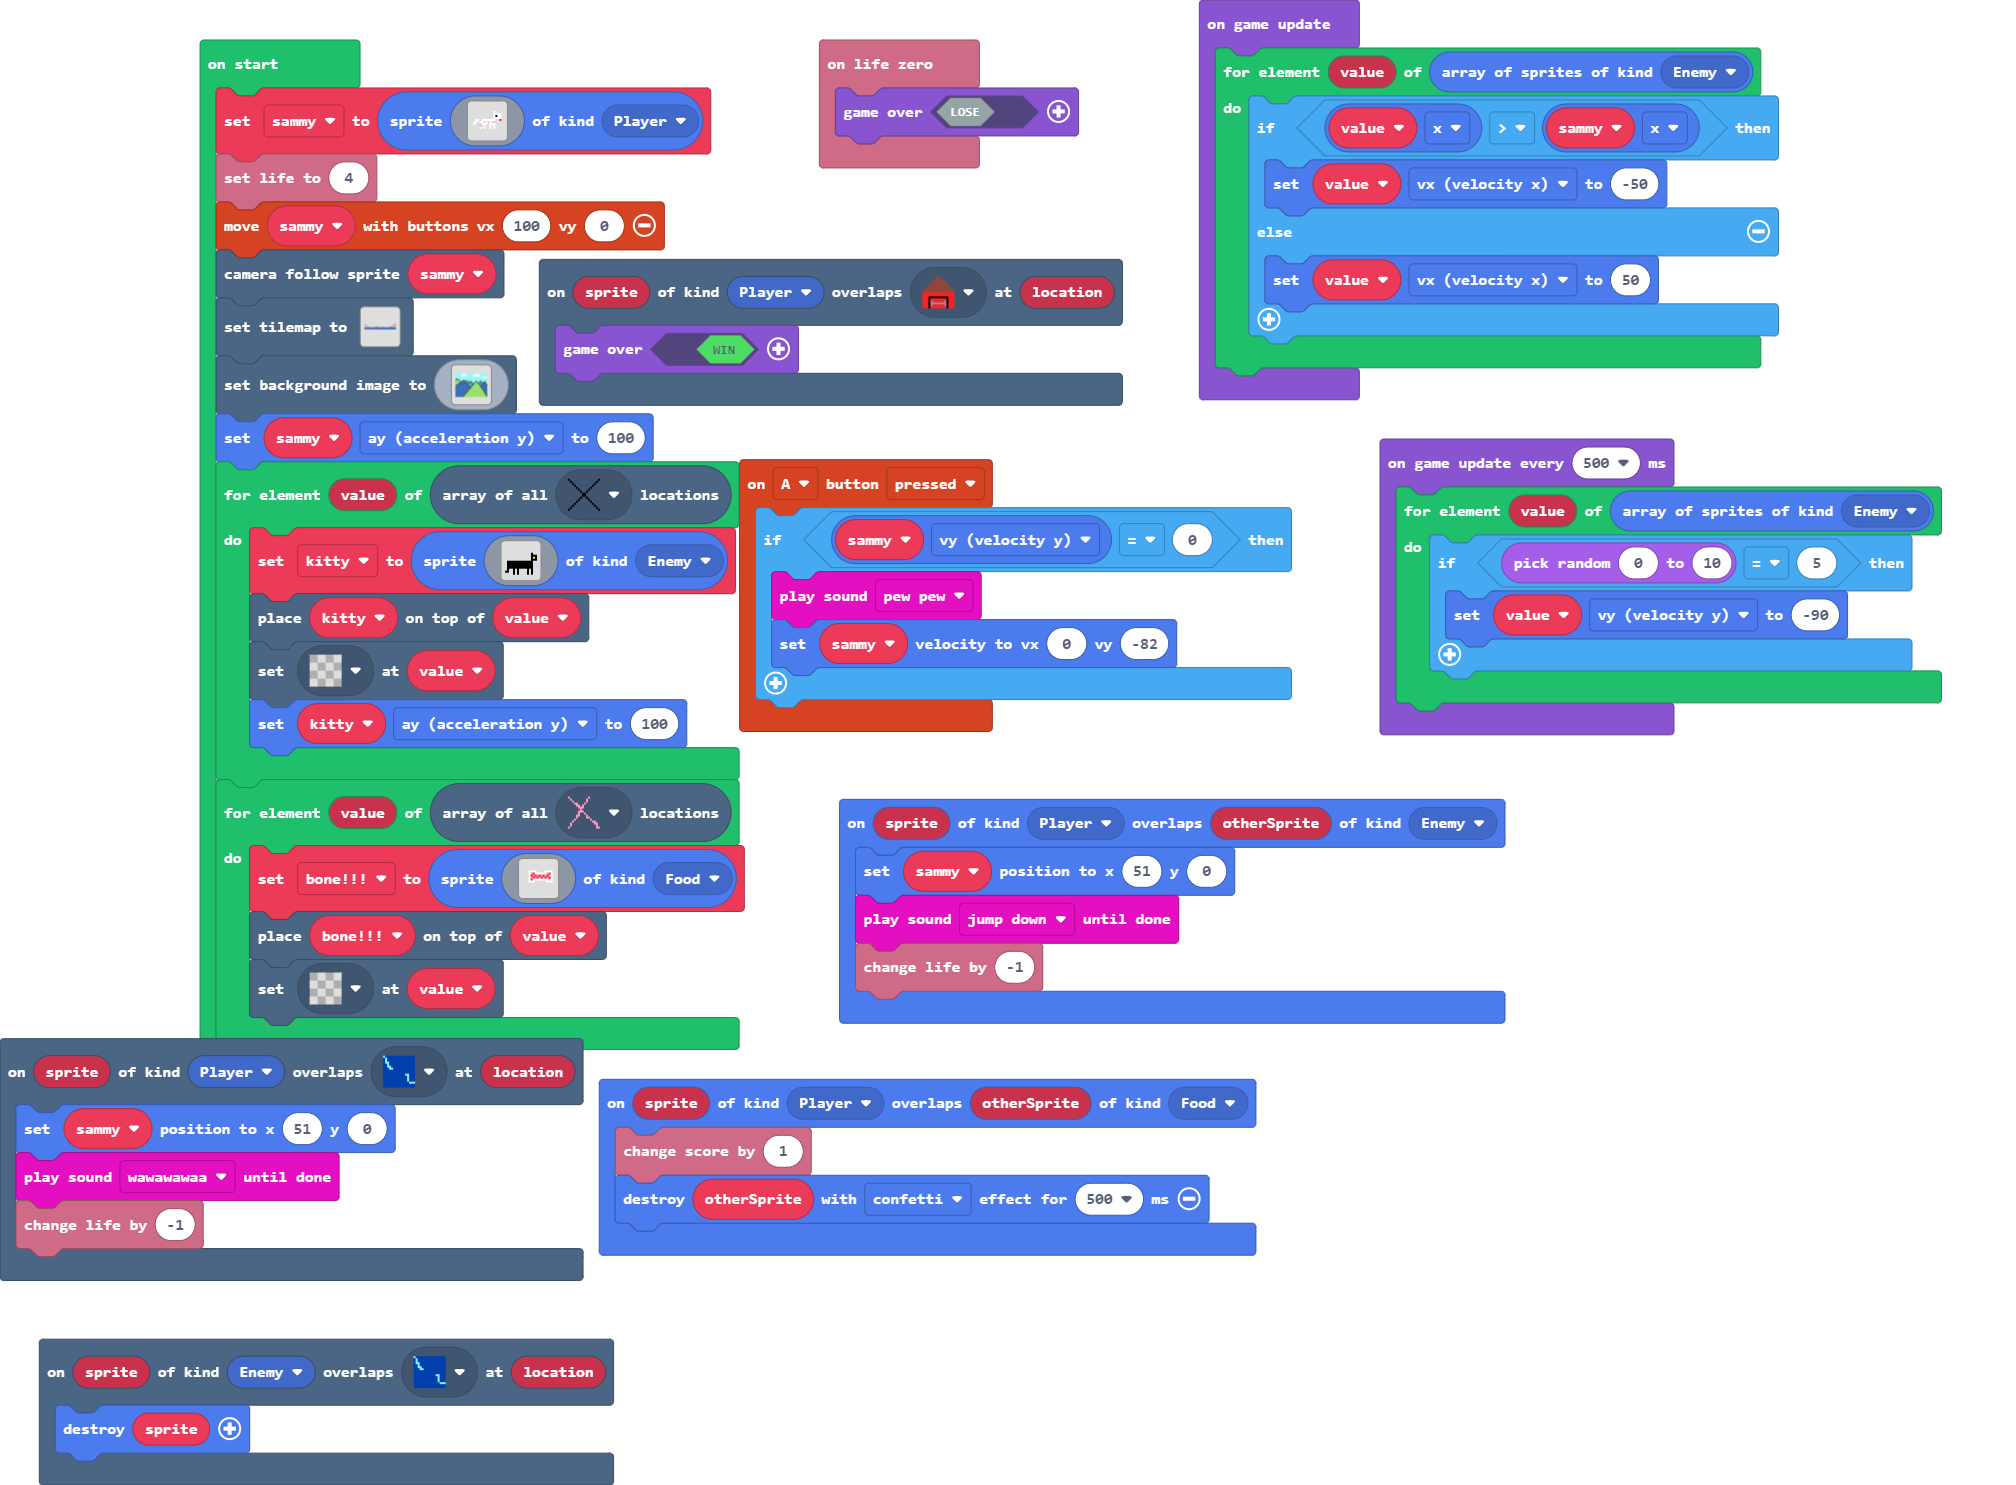 on start
set sammy to sprite of kind Player
set life to 4
move sammy with buttons vx 100 vy 0
camera follow sprite sammy
set tilemap to
set background image to
set sammy ay (acceleration y) to 100
for element value of array of all locations
do
set kitty to sprite of kind Enemy
place kitty on top of value
set at value
set kitty ay (acceleration y) to 100
for element value of array of all locations
do
set bone!!! to sprite of kind Food
place bone!!! on top of value
set at value
on life zero
game over LOSE
on sprite of kind Player overlaps at location
game over WIN
on game update
for element value of array of sprites of kind Enemy
do
if value x > sammy x then
set value vx (velocity x) to -50
else
set value vx (velocity x) to 50
on A button pressed
if sammy vy (velocity y) = 0 then
play sound pew pew
set sammy velocity to vx 0 vy -82
on game update every 500 ms
for element value of array of sprites of kind Enemy
do
if pick random 0 to 10 = 5 then
set value vy (velocity y) to -90
on sprite of kind Player overlaps otherSprite of kind Enemy
set sammy position to x 51 y 0
play sound jump down until done
change life by -1
on sprite of kind Player overlaps at location
set sammy position to x 51 y 0
play sound wawawawaa until done
change life by -1
on sprite of kind Player overlaps otherSprite of kind Food
change score by 1
destroy otherSprite with confetti effect for 500 ms
on sprite of kind Enemy overlaps at location
destroy sprite